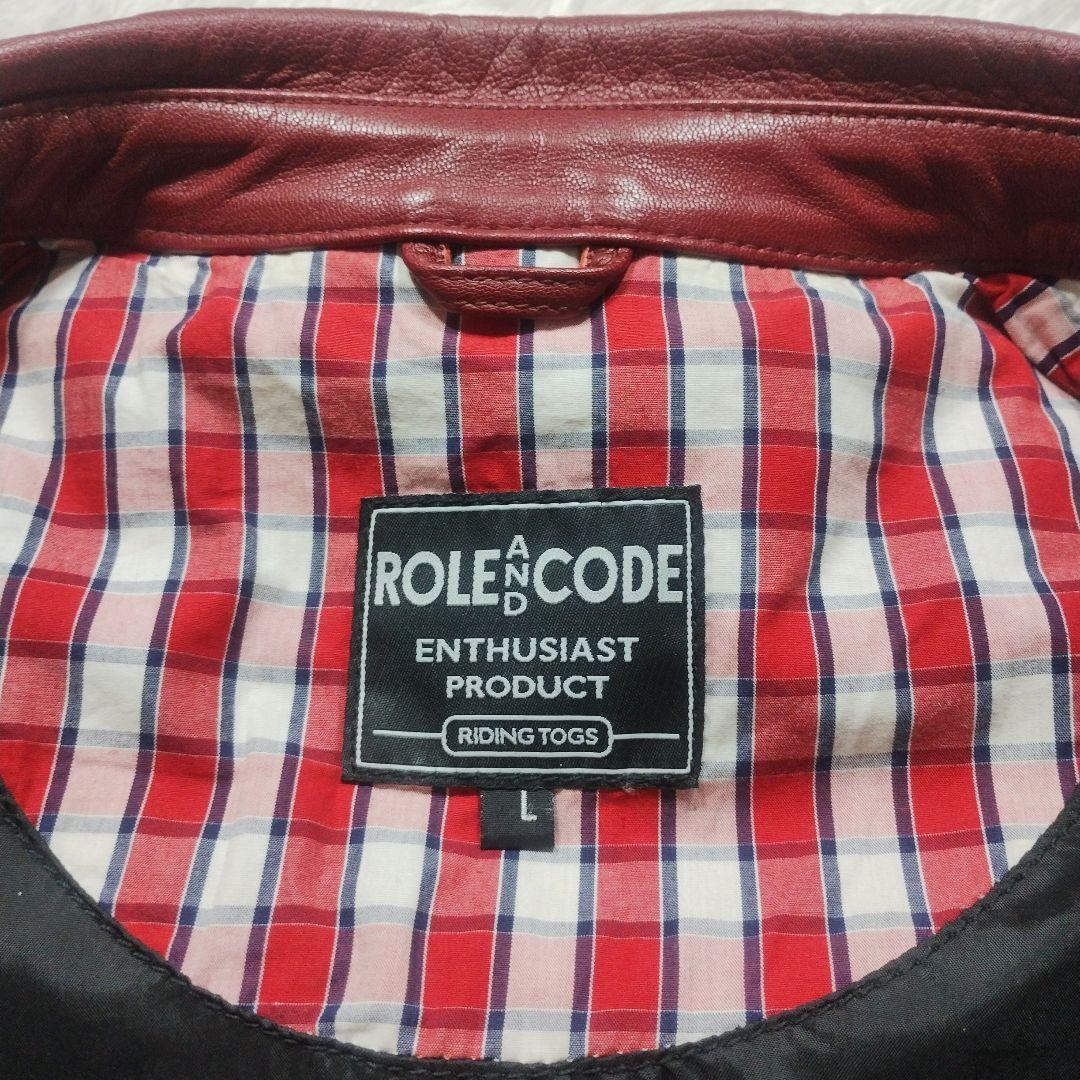 ROLE AND CODE
ENTHUSIAST
PRODUCT
RIDING TOGS
L